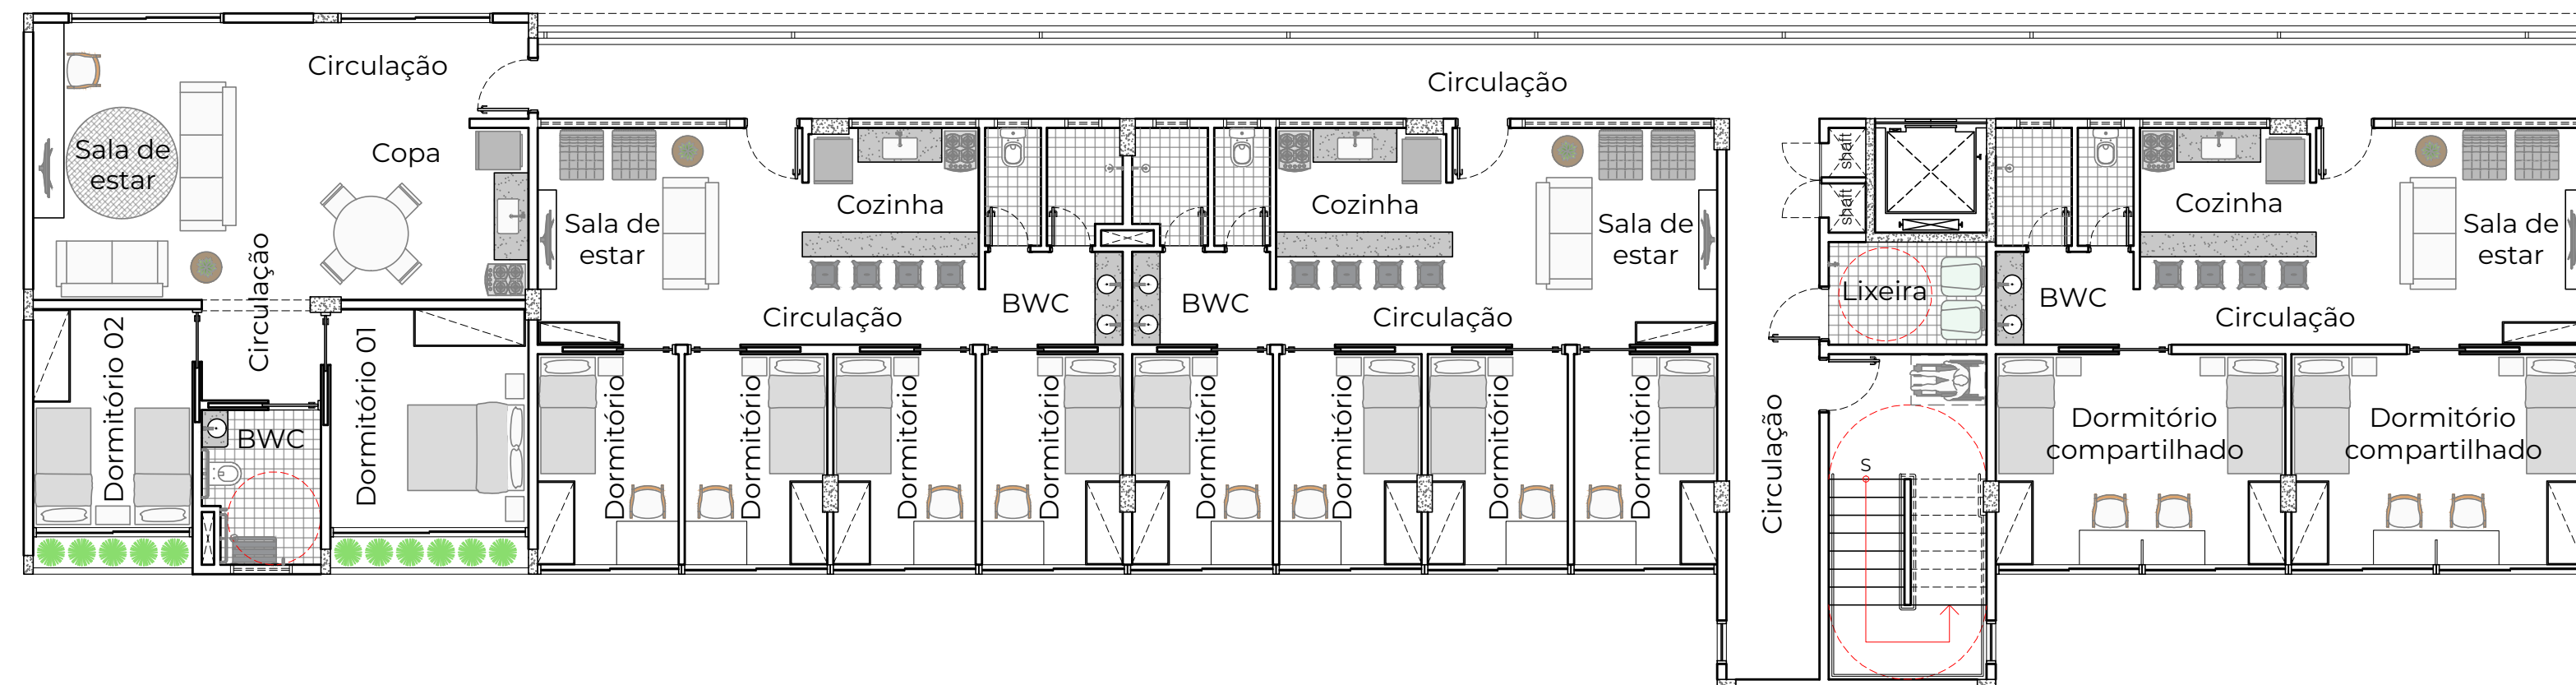 Circulação
Sala de
estar
Copa
Circulação
Dormitório 02
Dormitório 01
BWC
Circulação
Sala de
estar
Cozinha
Circulação
BWC
BWC
Cozinha
Circulação
Sala de
estar
Dormitório
Dormitório
Dormitório
Dormitório
Dormitório
Dormitório
Dormitório
Dormitório
Circulação
shaft
shaft
Lixeira
S
BWC
Cozinha
Circulação
Sala de
estar
Dormitório
compartilhado
Dormitório
compartilhado